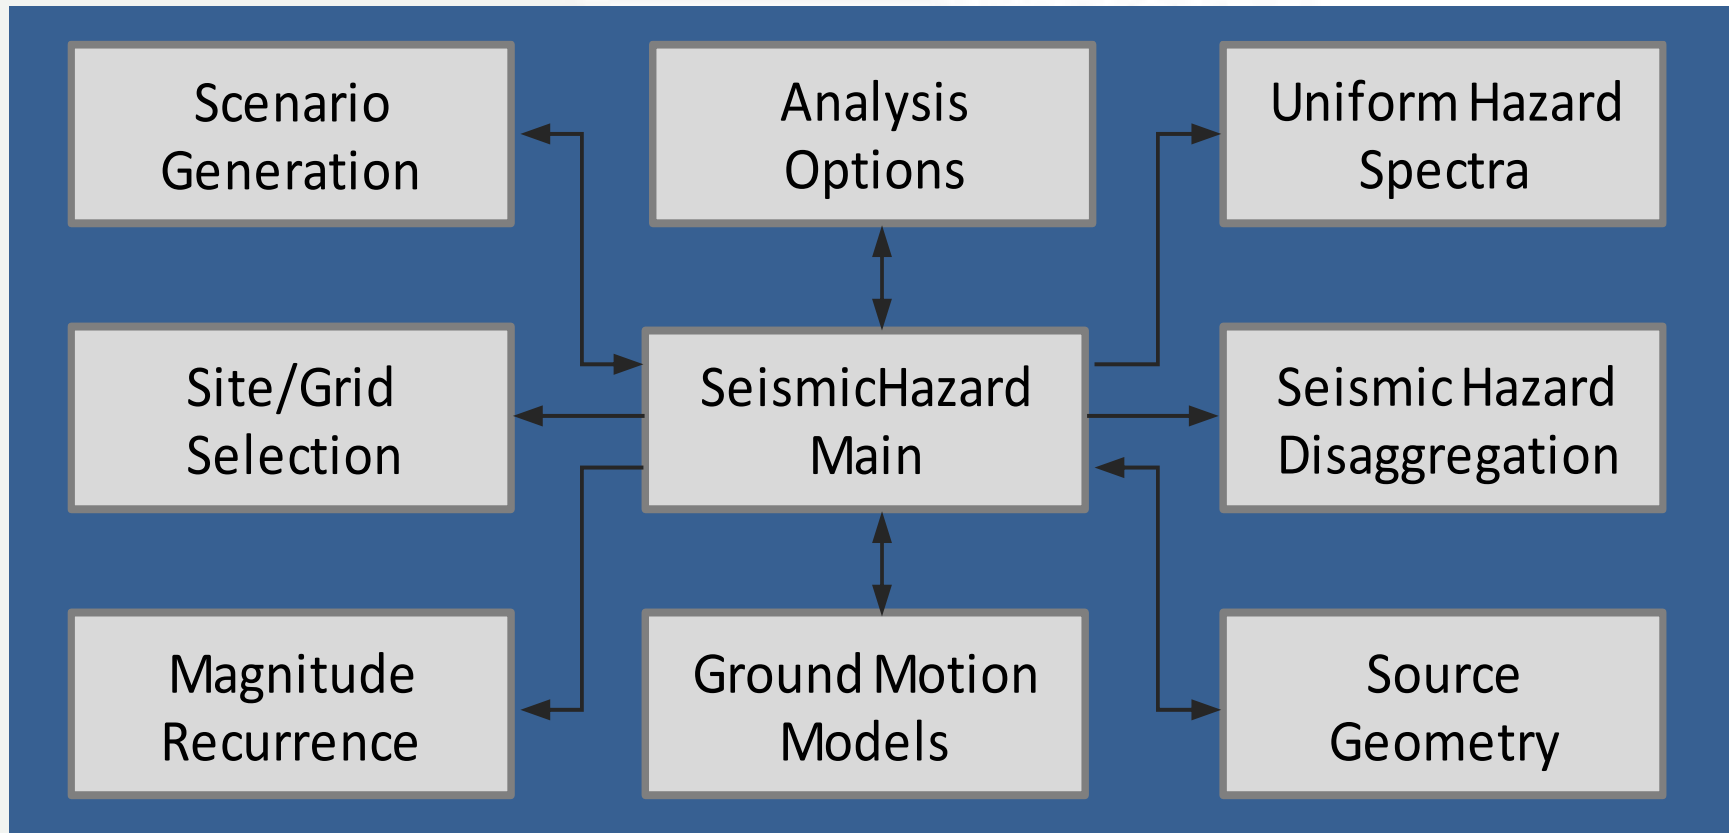 Scenario
Generation
Analysis
Options
Uniform Hazard
Spectra
Site/Grid
Selection
SeismicHazard
Main
Seismic Hazard
Disaggregation
Magnitude
Recurrence
Ground Motion
Models
Source
Geometry